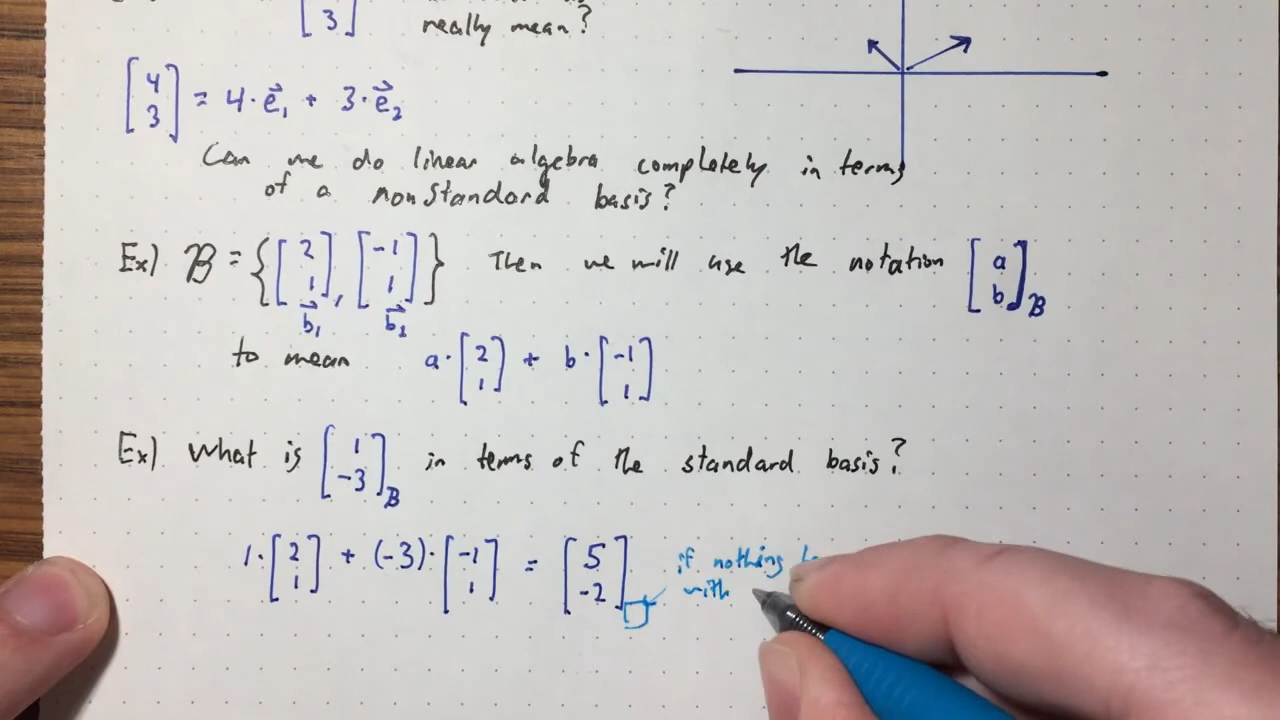 [3] really mean?
[4 3] = 4·e⃗₁ + 3·e⃗₂
Can we do linear algebra completely in terms
of a nonstandard basis?
Ex) B = {[2 1], [-1 1]} Then we will use the notation [a b]B
b⃗₁ b⃗₂
to mean a·[2 1] + b·[-1 1]
Ex) What is [1 -3]B in terms of the standard basis?
1·[2 1] + (-3)·[-1 1] = [5 -2] if nothing
with